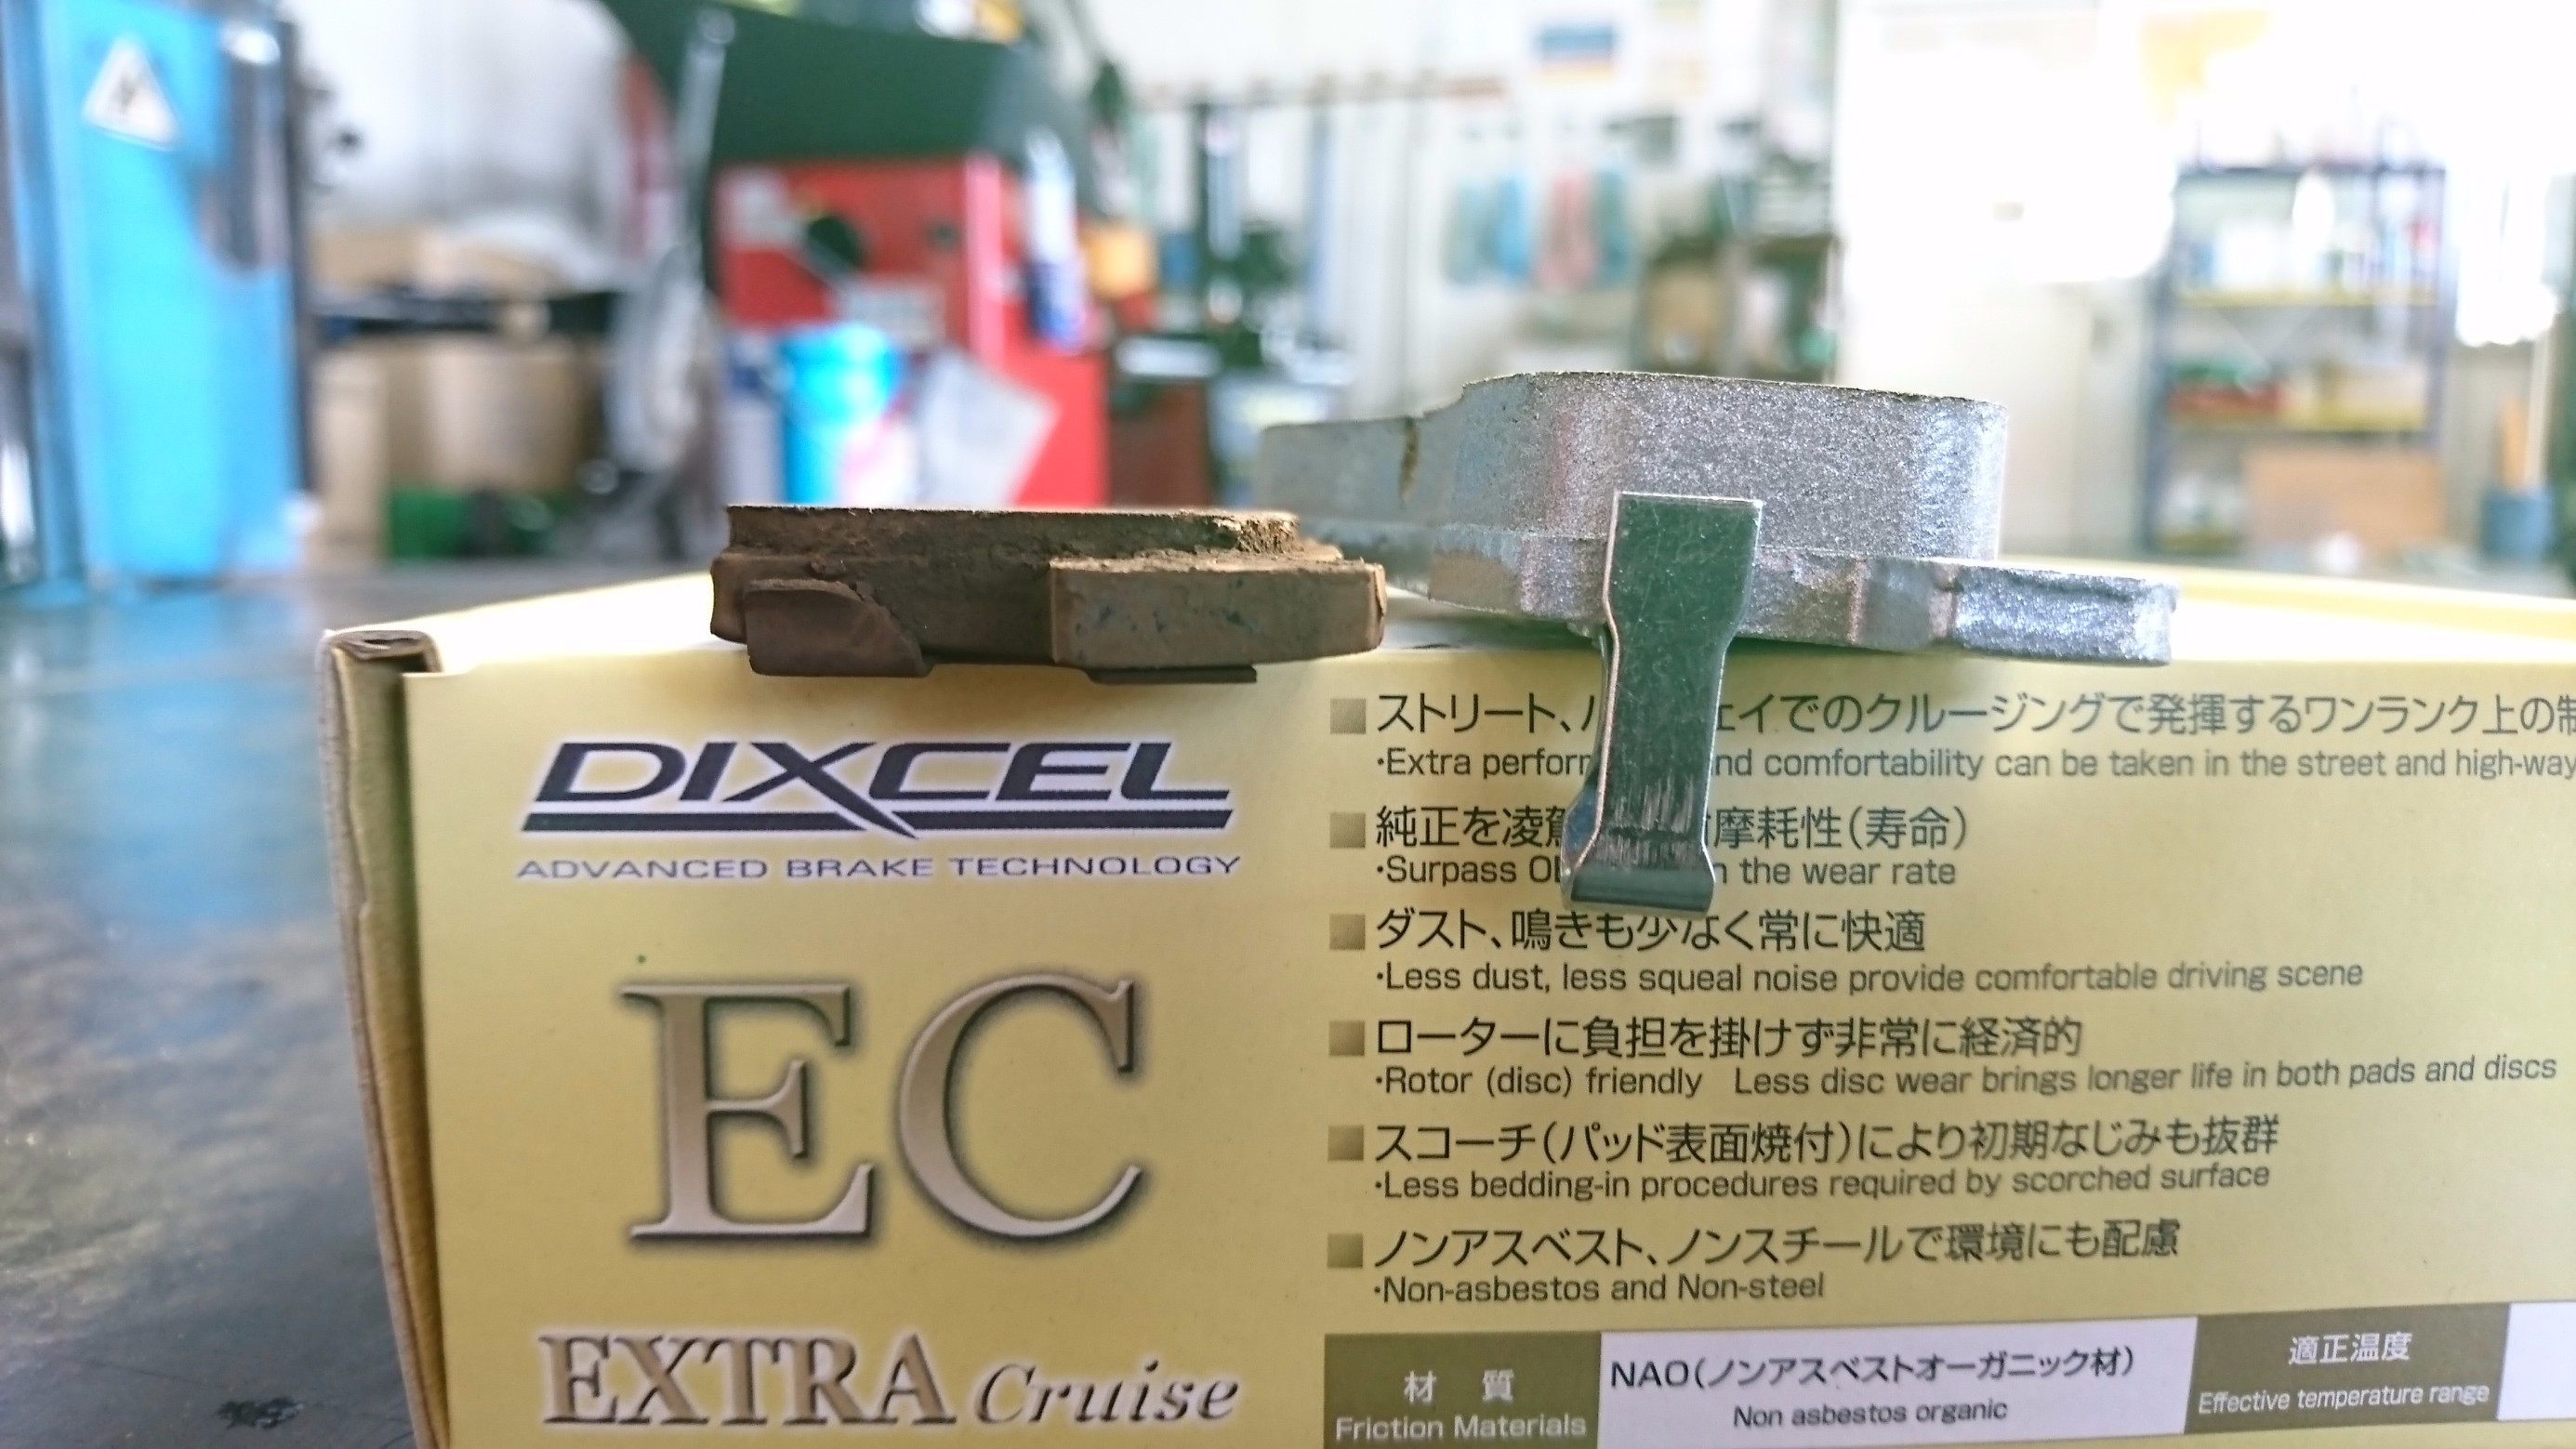 DIXCEL
ADVANCED BRAKE TECHNOLOGY
EC
EXTRA Cruise
ストリート、 ェイでのクルージングで発揮するワンランク上の
・Extra nd comfortability can be taken in the street and high-way
純正を凌駕 摩耗性(寿命)
・Surpass the wear rate
ダスト、鳴きも少なく常に快適
・Less dust, less squeal noise provide comfortable driving scene
ローターに負担を掛けず非常に経済的
・Rotor (disc) friendly Less disc wear brings longer life in both pads and discs
スコーチ(パッド表面焼付)により初期なじみも抜群
・Less bedding-in procedures required by scorched surface
ノンアスベスト、ノンスチールで環境にも配慮
・Non-asbestos and Non-steel
材 質
Friction Materials
NAO(ノンアスベストオーガニック材)
Non asbestos organic
適正温度
Effective temperature range